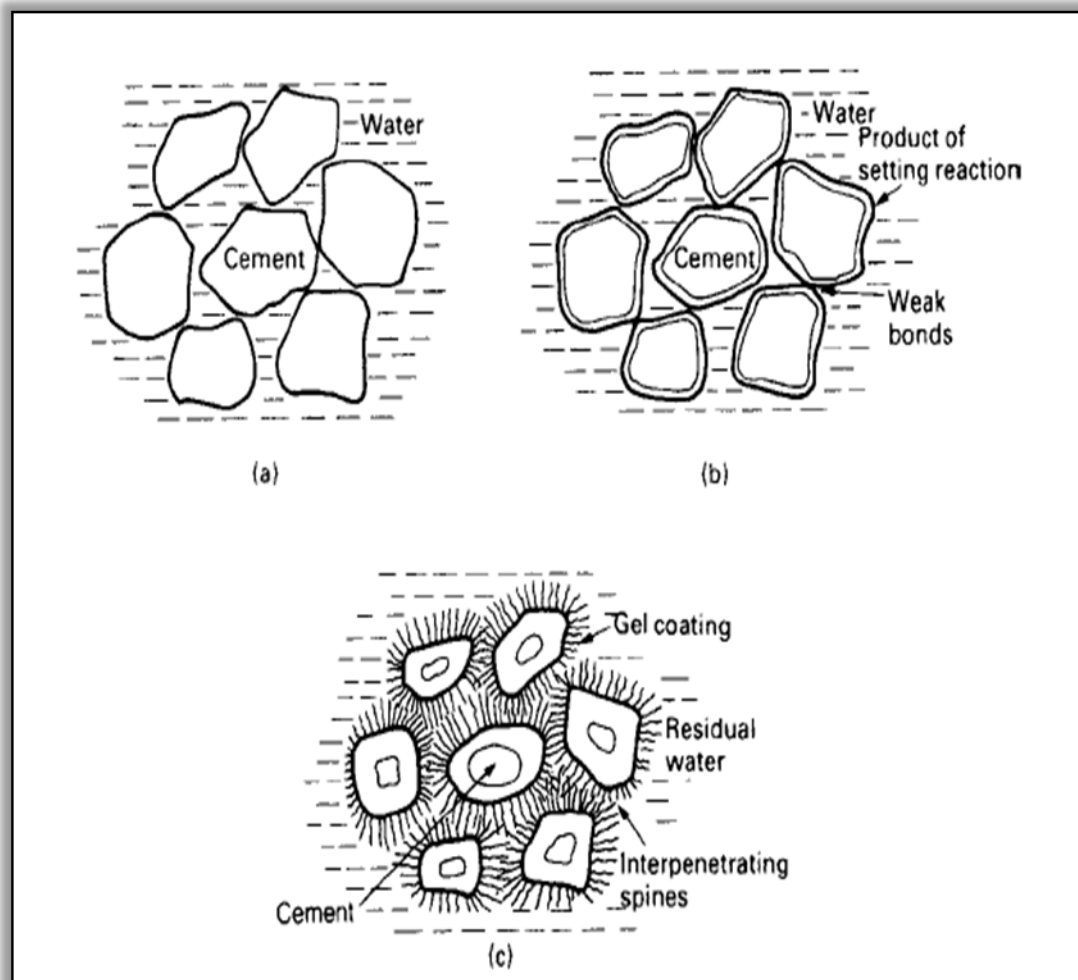 Water
Cement
(a)
Water
Product of
setting reaction
Cement
Weak
bonds
(b)
Gel coating
Residual
water
Interpenetrating
spines
Cement
(c)